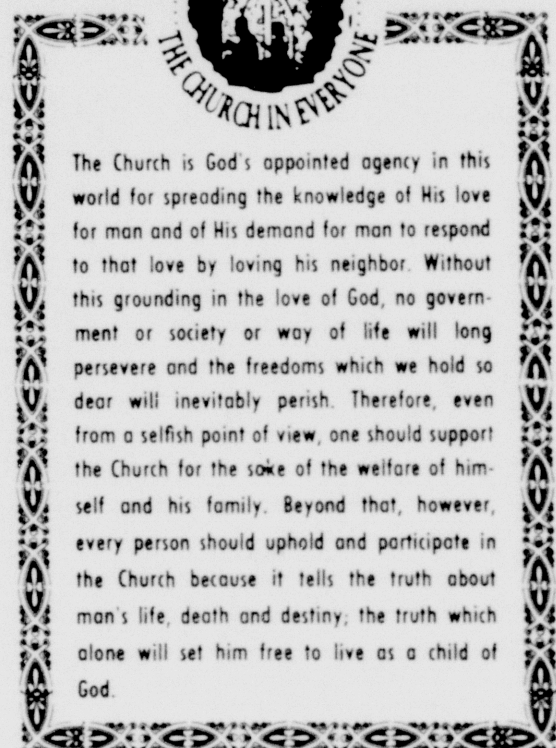 THE CHURCH IN EVERYONE
The Church is God's appointed agency in this
world for spreading the knowledge of His love
for man and of His demand for man to respond
to that love by loving his neighbor. Without
this grounding in the love of God, no govern-
ment or society or way of life will long
persevere and the freedoms which we hold so
dear will inevitably perish. Therefore, even
from a selfish point of view, one should support
the Church for the sake of the welfare of him-
self and his family. Beyond that, however,
every person should uphold and participate in
the Church because it tells the truth about
man's life, death and destiny; the truth which
alone will set him free to live as a child of
God.